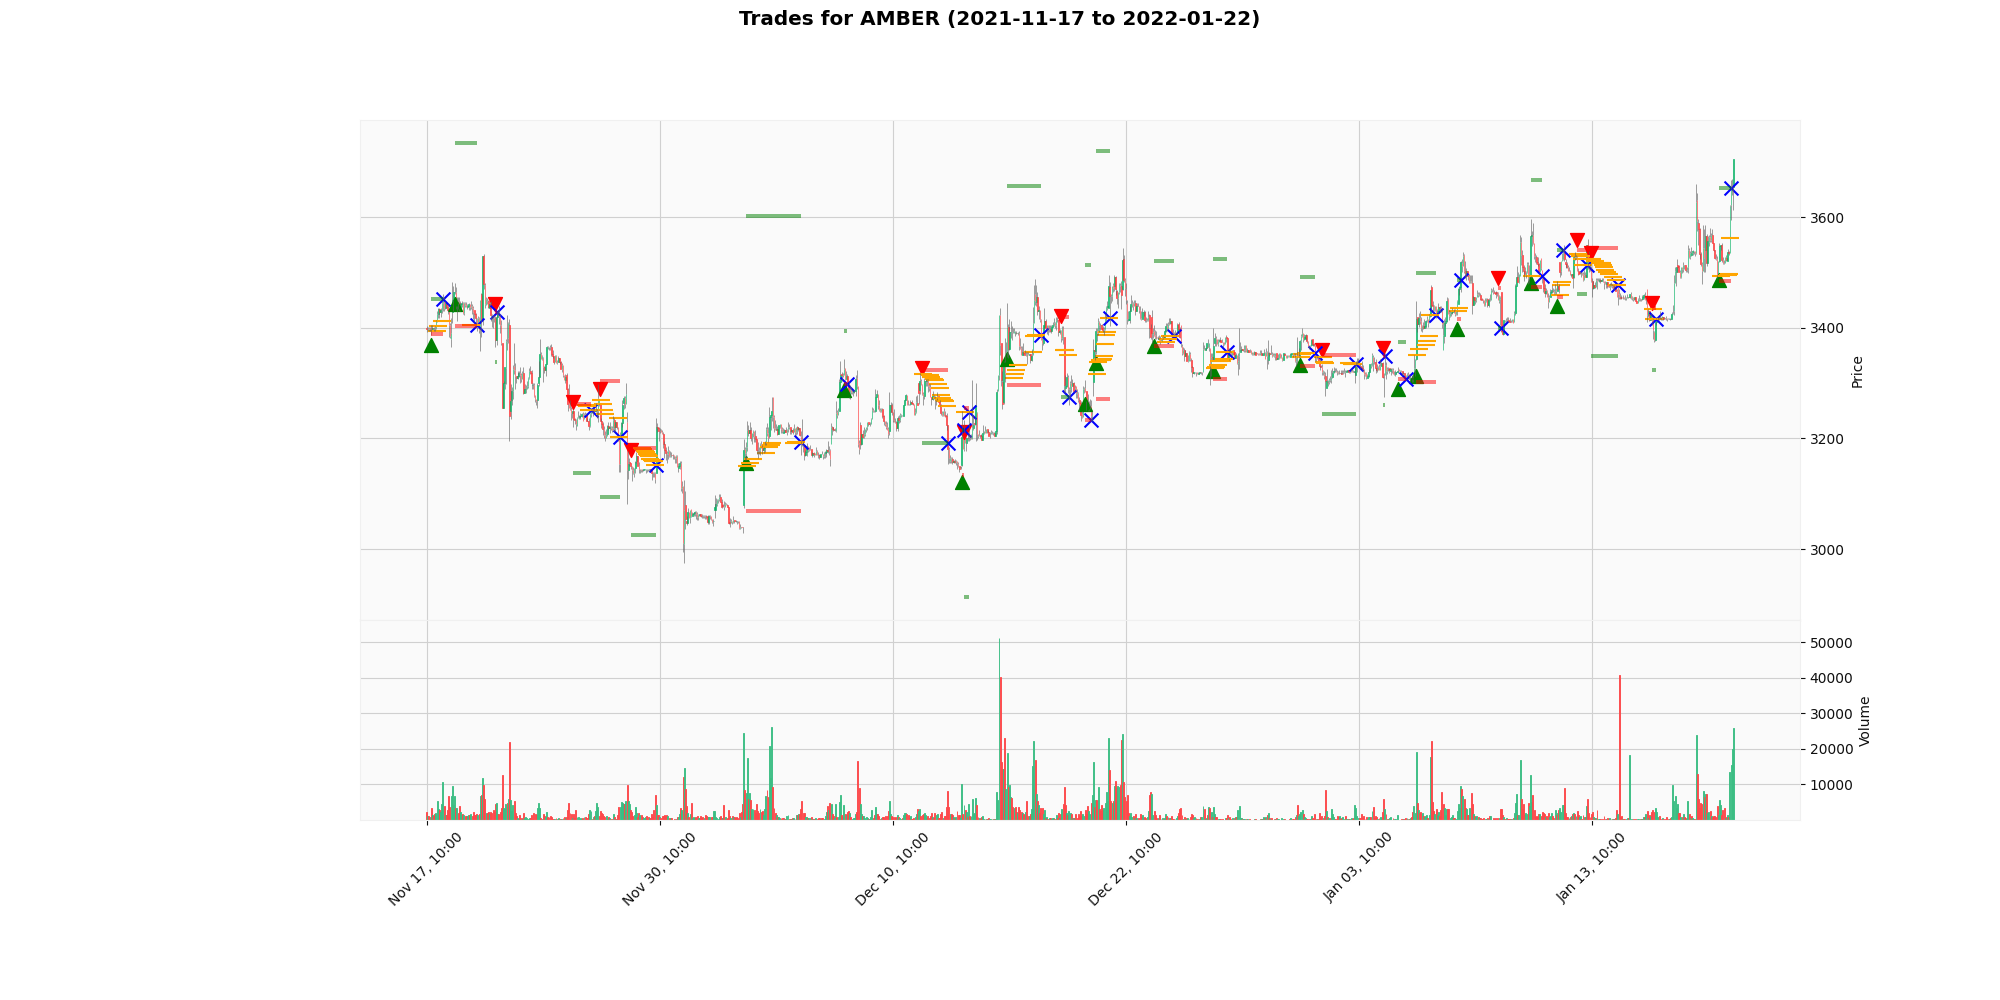 Trades for AMBER (2021-11-17 to 2022-01-22)
3600
3400
3200
3000
Price
50000
40000
30000
20000
10000
Volume
Nov 17, 10:00
Nov 30, 10:00
Dec 10, 10:00
Dec 22, 10:00
Jan 03, 10:00
Jan 13, 10:00